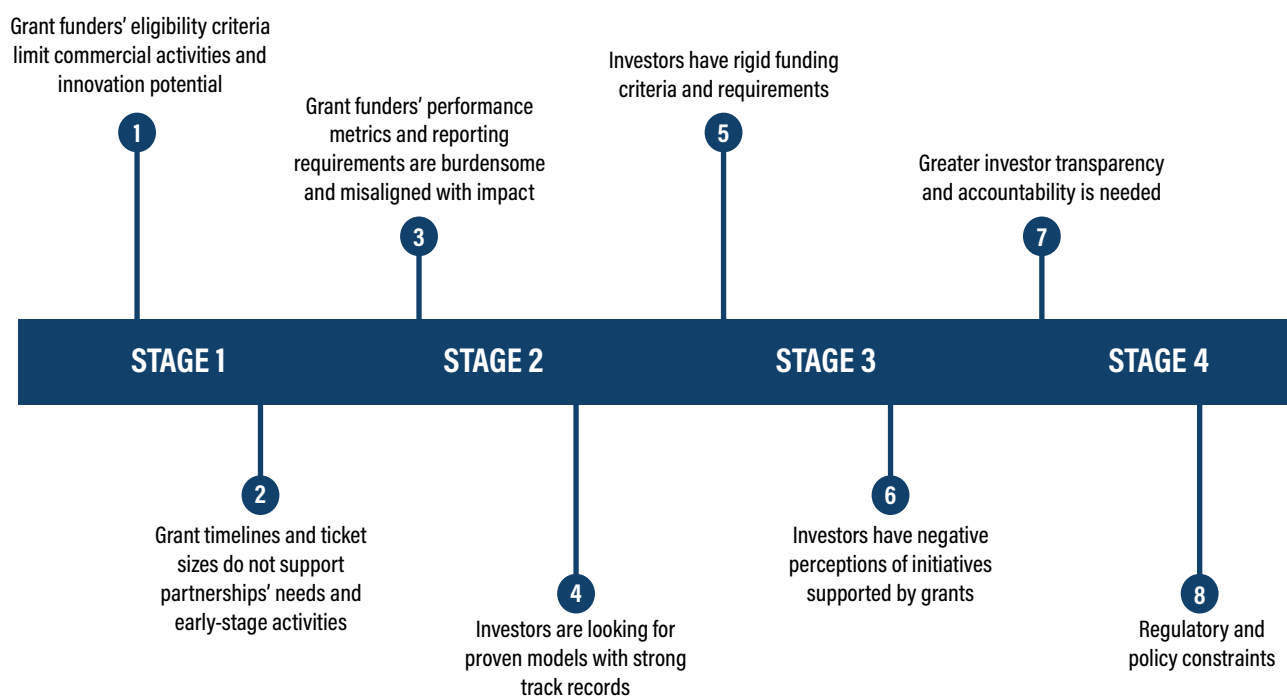 Grant funders’ eligibility criteria
limit commercial activities and
innovation potential
1
Grant funders’ performance
metrics and reporting
requirements are burdensome
and misaligned with impact
3
Investors have rigid funding
criteria and requirements
5
Greater investor transparency
and accountability is needed
7
STAGE 1
STAGE 2
STAGE 3
STAGE 4
2
Grant timelines and ticket
sizes do not support
partnerships’ needs and
early-stage activities
4
Investors are looking for
proven models with strong
track records
6
Investors have negative
perceptions of initiatives
supported by grants
8
Regulatory and
policy constraints